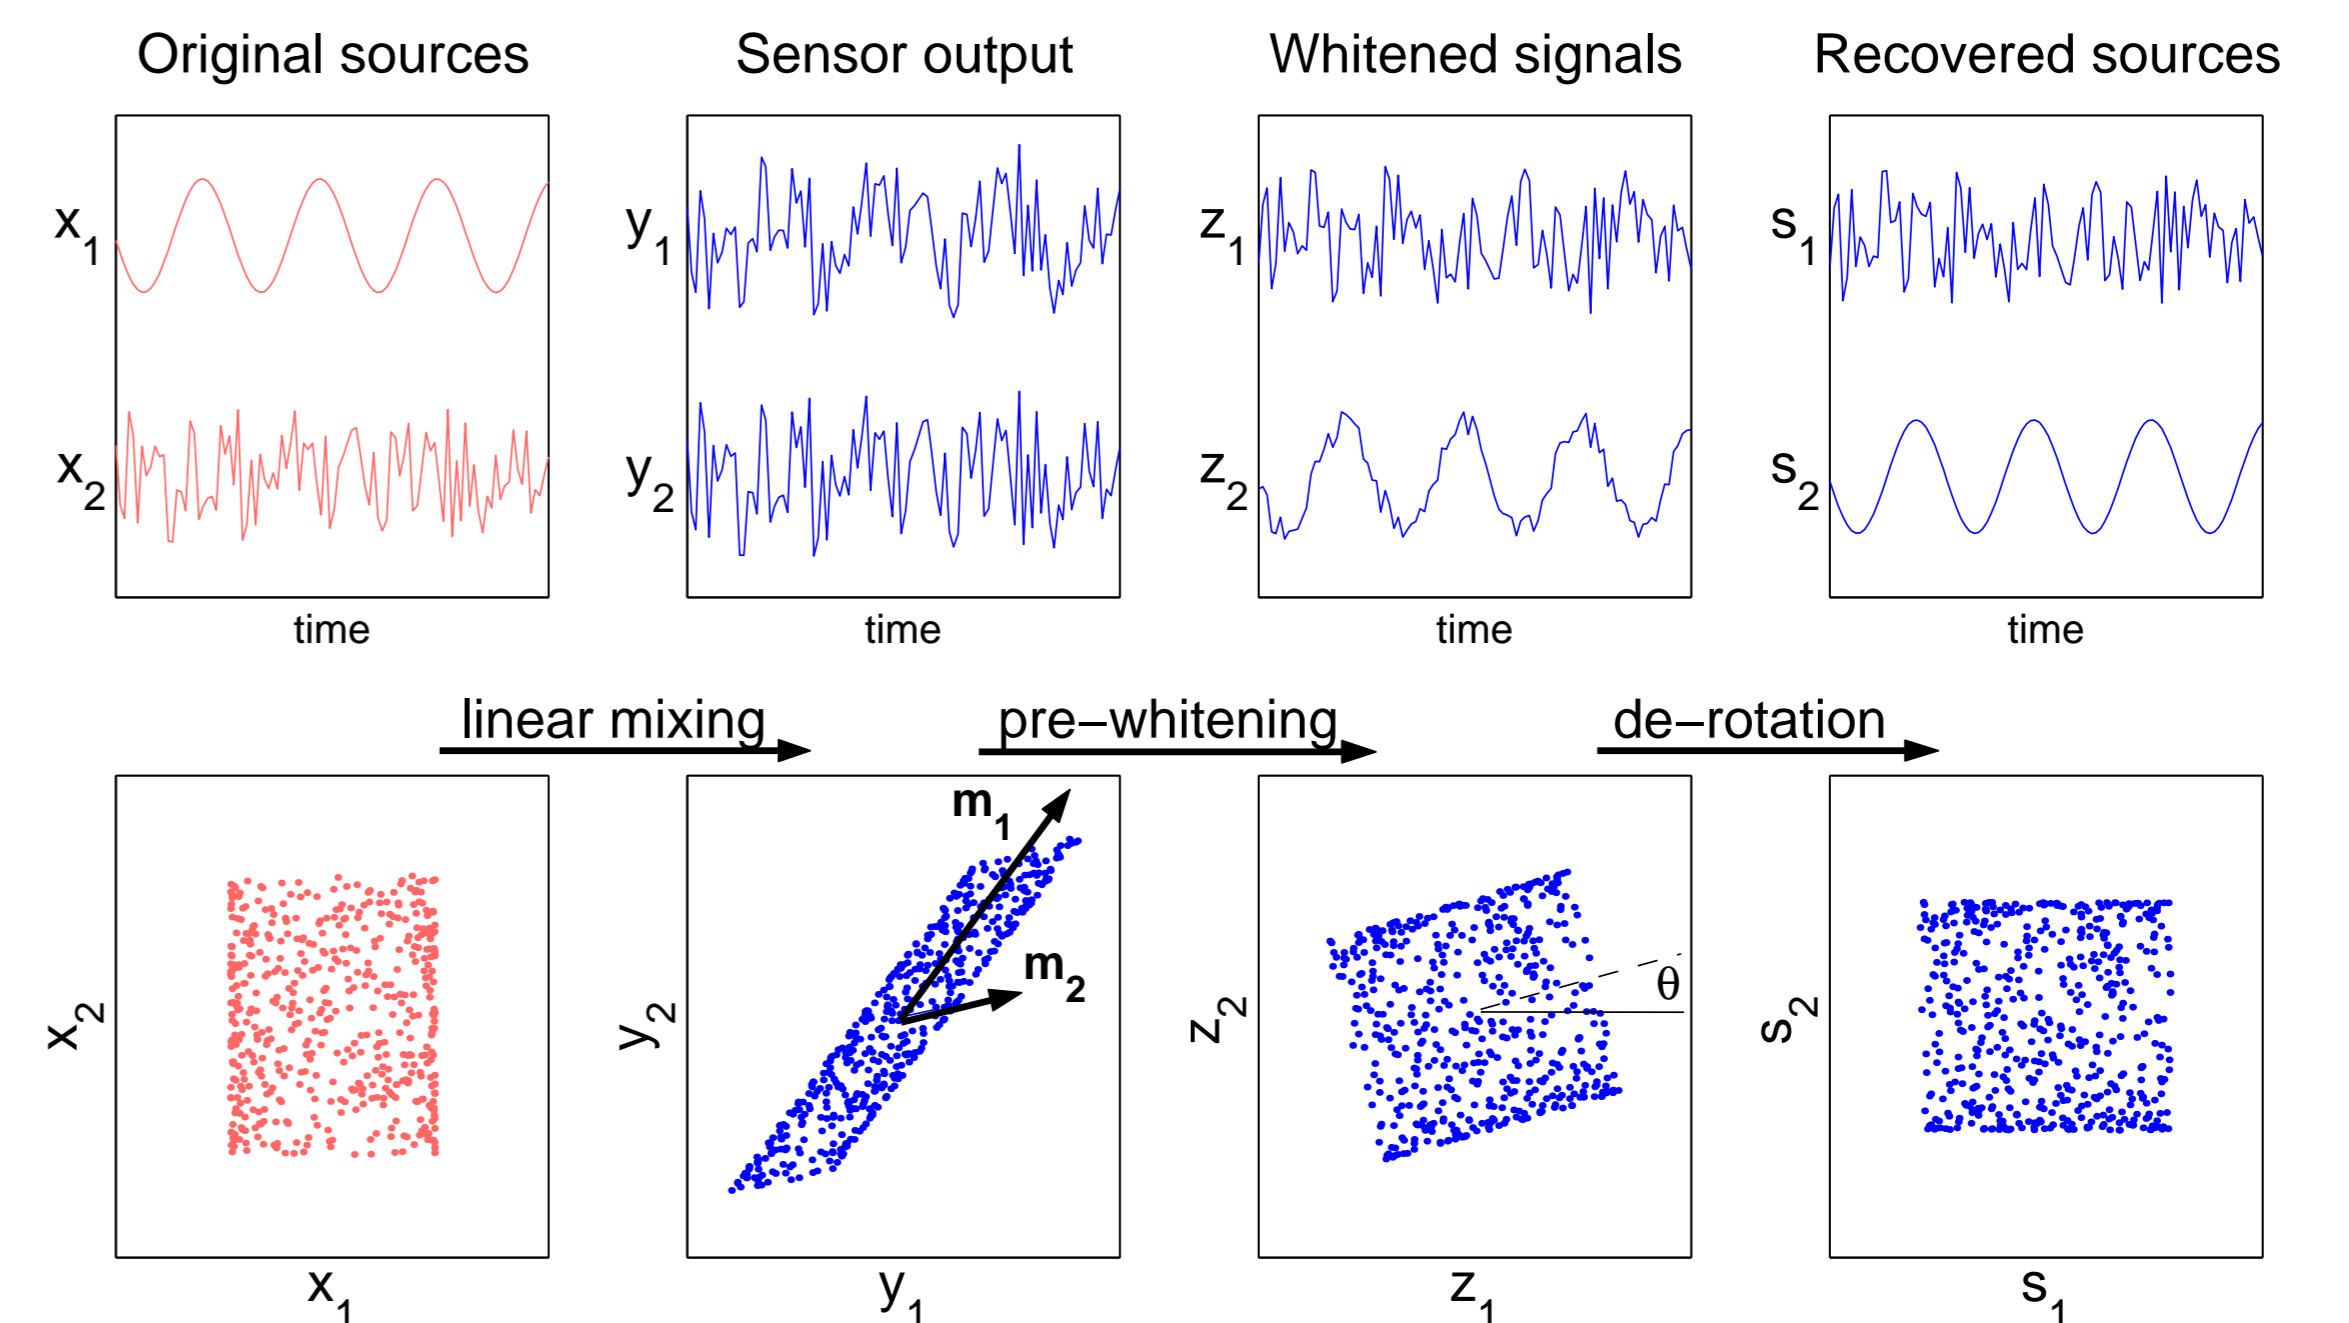 Original sources Sensor output Whitened signals Recovered sources
x1 y1 z1 s1
x2 y2 z2 s2
time time time time
linear mixing pre−whitening de−rotation
m1
m2
θ
x2 y2 z2 s2
x1 y1 z1 s1